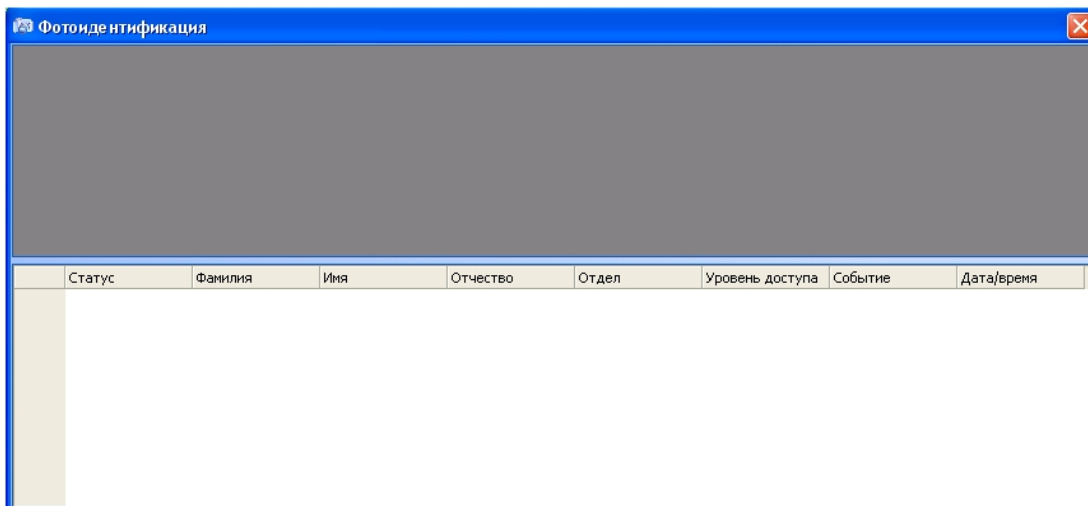 Фотоидентификация
Статус Фамилия Имя Отчество Отдел Уровень доступа Событие Дата/время